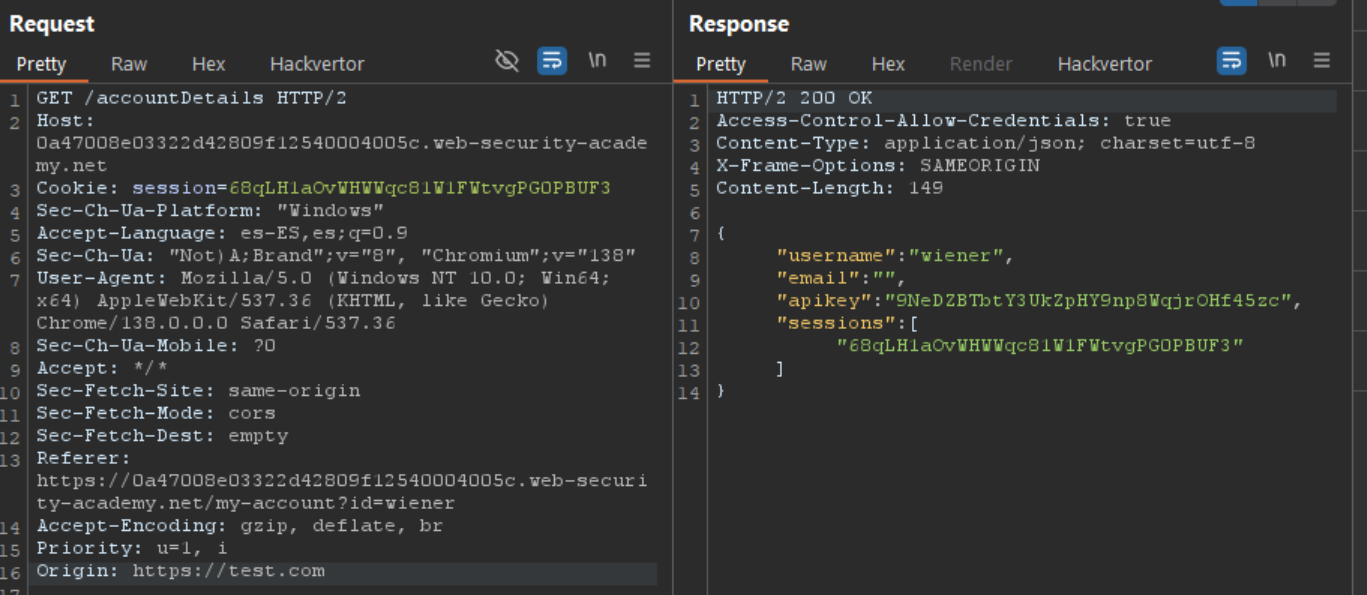 Request
Pretty Raw Hex Hackvertor \n
1 GET /accountDetails HTTP/2
2 Host:
0a47008e03322d42809f12540004005c.web-security-acade
my.net
3 Cookie: session=68qLH1aOvWHWWqc81W1FWtvgPGOPBUF3
4 Sec-Ch-Ua-Platform: "Windows"
5 Accept-Language: es-ES,es;q=0.9
6 Sec-Ch-Ua: "Not)A;Brand";v="8", "Chromium";v="138"
7 User-Agent: Mozilla/5.0 (Windows NT 10.0; Win64;
x64) AppleWebKit/537.36 (KHTML, like Gecko)
Chrome/138.0.0.0 Safari/537.36
8 Sec-Ch-Ua-Mobile: ?0
9 Accept: */*
10 Sec-Fetch-Site: same-origin
11 Sec-Fetch-Mode: cors
12 Sec-Fetch-Dest: empty
13 Referer:
https://0a47008e03322d42809f12540004005c.web-securi
ty-academy.net/my-account?id=wiener
14 Accept-Encoding: gzip, deflate, br
15 Priority: u=1, i
16 Origin: https://test.com
17
Response
Pretty Raw Hex Render Hackvertor \n
1 HTTP/2 200 OK
2 Access-Control-Allow-Credentials: true
3 Content-Type: application/json; charset=utf-8
4 X-Frame-Options: SAMEORIGIN
5 Content-Length: 149
6
7 {
8 "username":"wiener",
9 "email":"",
10 "apikey":"9NeDZBTbtY3UkZpHY9np8WqjrOHf45zc",
11 "sessions":[
12 "68qLH1aOvWHWWqc81W1FWtvgPGOPBUF3"
13 ]
14 }